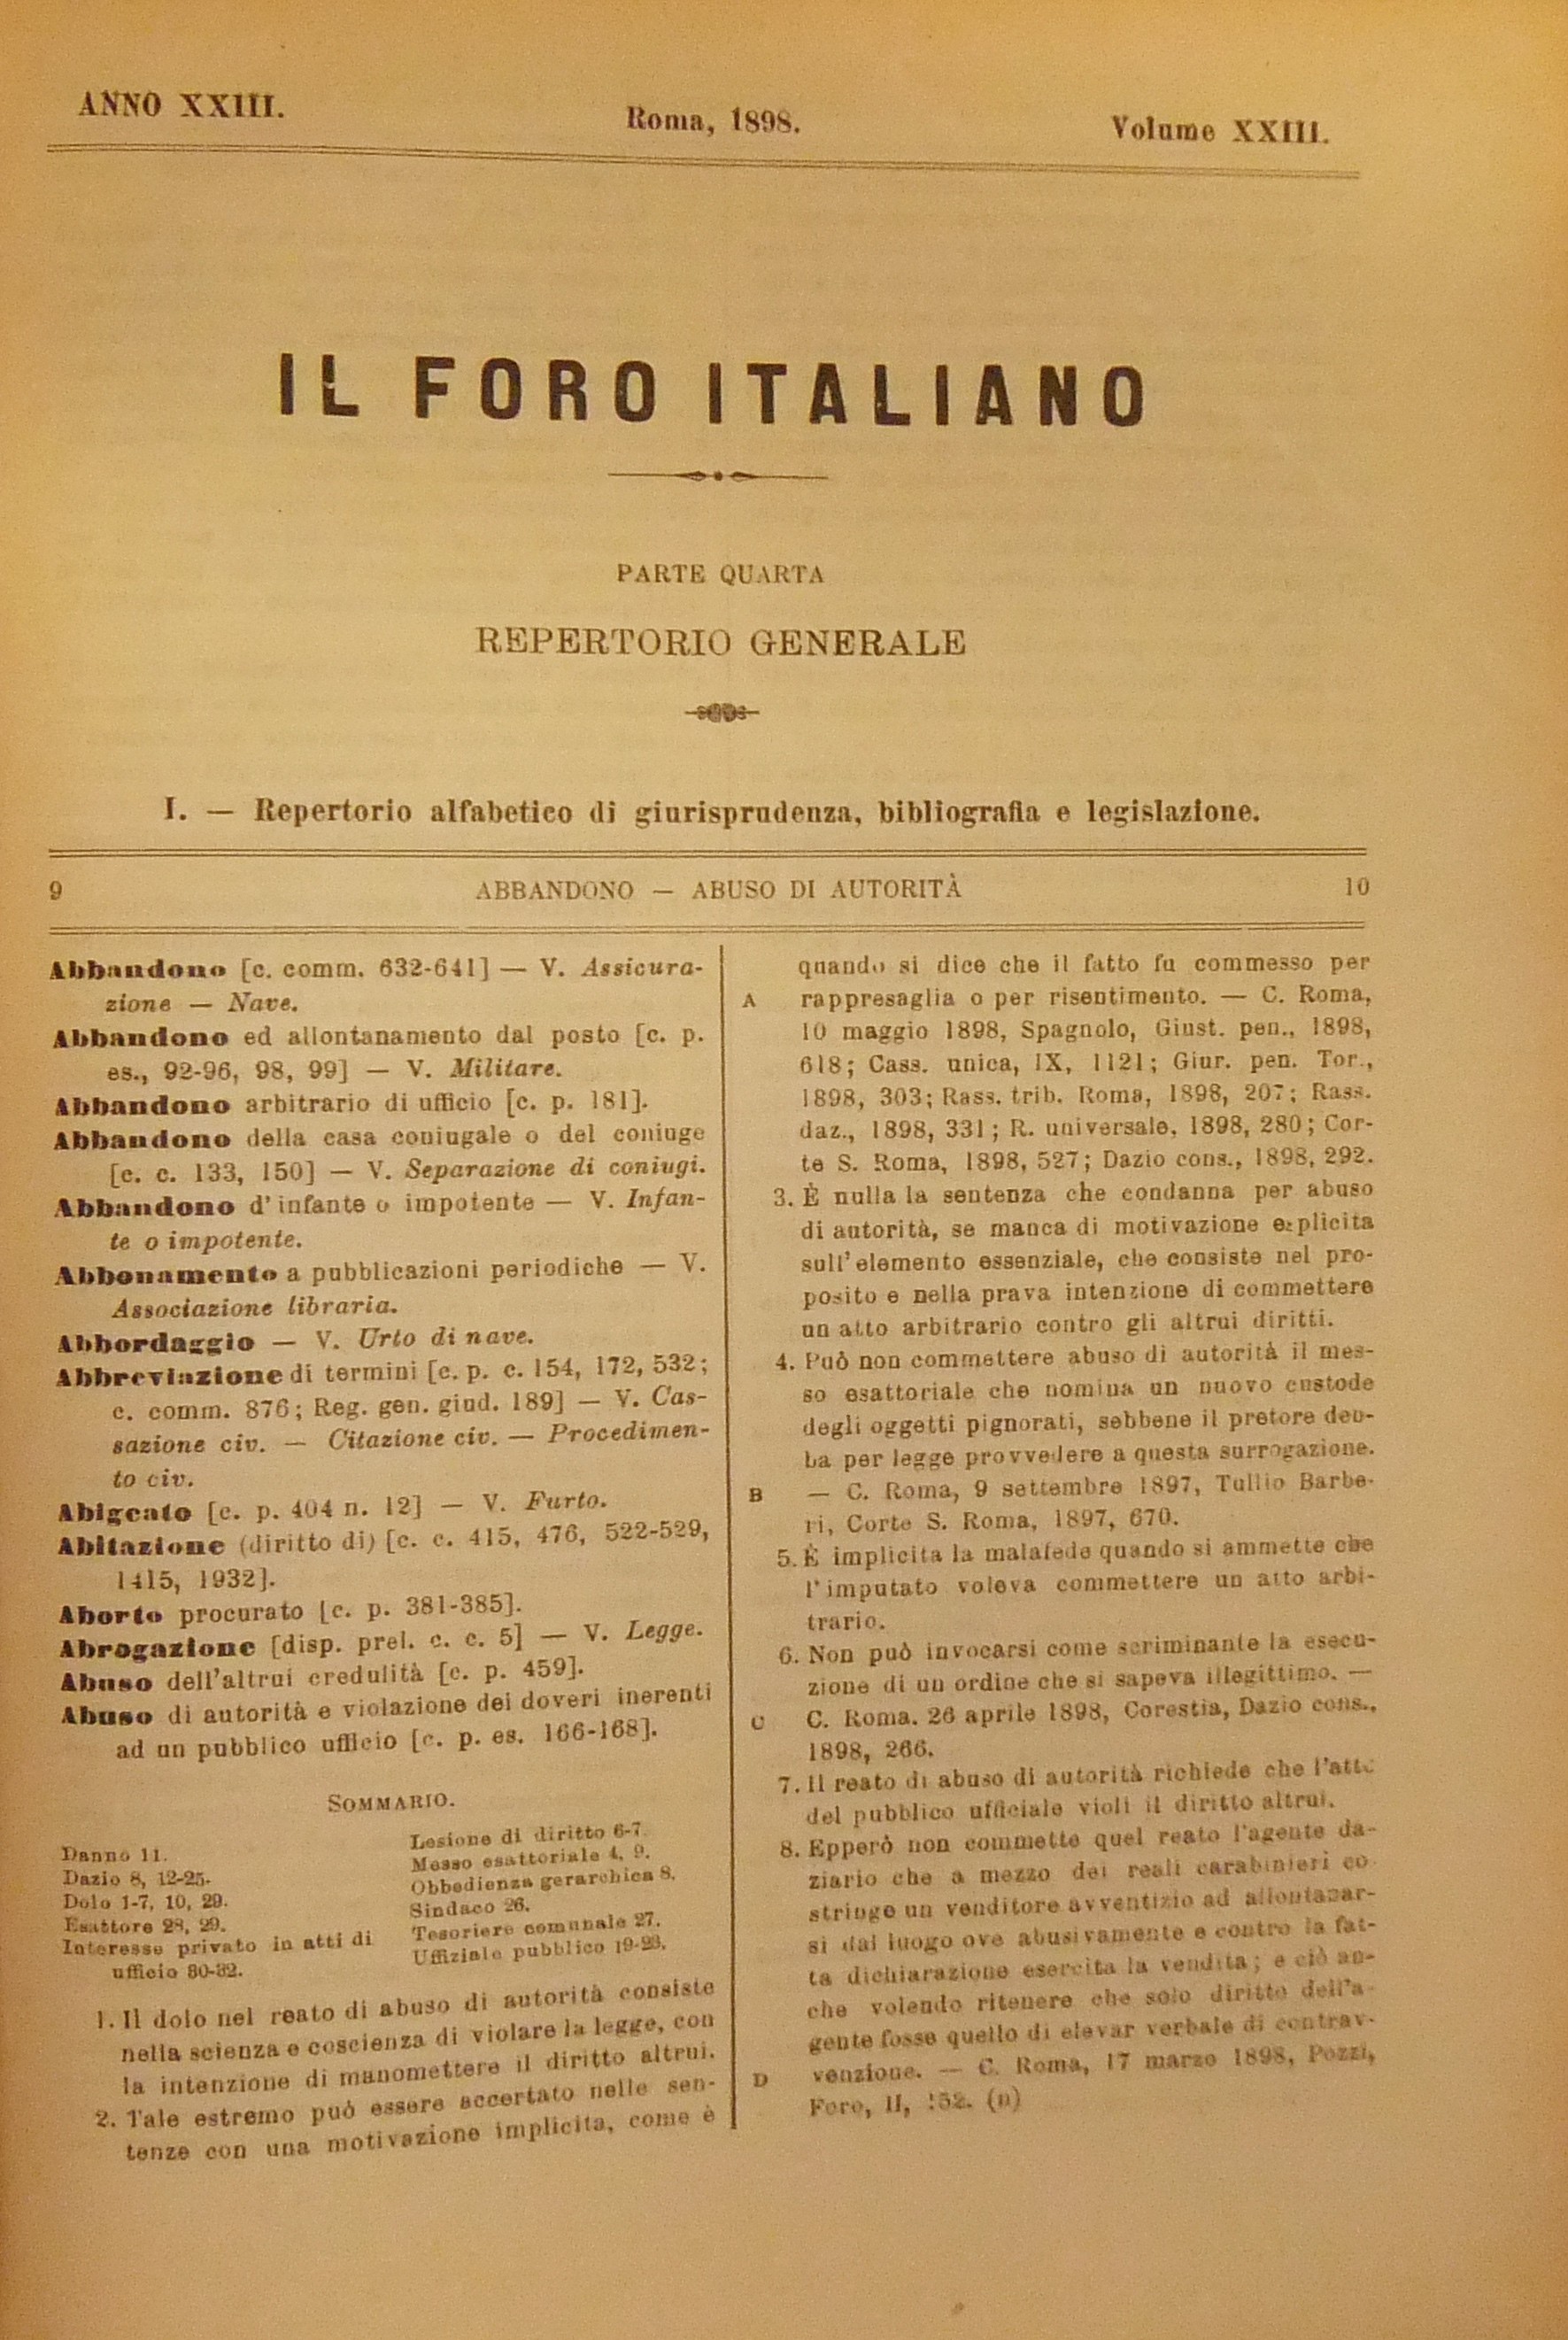 ANNO XXIII.
Roma, 1898.
Volume XXIII.
IL FORO ITALIANO
PARTE QUARTA
REPERTORIO GENERALE
I. — Repertorio alfabetico di giurisprudenza, bibliografia e legislazione.
9
ABBANDONO — ABUSO DI AUTORITÀ
10
Abbandono [c. comm. 632-641] — V. Assicura-
zione — Nave.
Abbandono ed allontanamento dal posto [c. p.
es., 92-96, 98, 99] — V. Militare.
Abbandono arbitrario di ufficio [c. p. 181].
Abbandono della casa coniugale o del coniuge
[c. c. 133, 150] — V. Separazione di coniugi.
Abbandono d'infante o impotente — V. Infan-
te o impotente.
Abbonamento a pubblicazioni periodiche — V.
Associazione libraria.
Abbordaggio — V. Urto di nave.
Abbreviazione di termini [c. p. c. 154, 172, 532;
c. comm. 876; Reg. gen. giud. 189] — V. Cas-
sazione civ. — Citazione civ. — Procedimen-
to civ.
Abigeato [c. p. 404 n. 12] — V. Furto.
Abitazione (diritto di) [c. c. 415, 476, 522-529,
1415, 1932].
Aborto procurato [c. p. 381-385].
Abrogazione [disp. prel. c. c. 5] — V. Legge.
Abuso dell'altrui credulità [c. p. 459].
Abuso di autorità e violazione dei doveri inerenti
ad un pubblico ufficio [c. p. es. 166-168].
SOMMARIO.
Danno 11.
Dazio 8, 12-25.
Dolo 1-7, 10, 29.
Esattore 28, 29.
Interesse privato in atti di
ufficio 30-32.
Lesione di diritto 6-7.
Messo esattoriale 4, 9.
Obbedienza gerarchica 8.
Sindaco 26.
Tesoriere comunale 27.
Uffiziale pubblico 19-23.
1. Il dolo nel reato di abuso di autorità consiste
nella scienza e coscienza di violare la legge, con
la intenzione di manomettere il diritto altrui.
2. Tale estremo può essere accertato nelle sen-
tenze con una motivazione implicita, come è
quando si dice che il fatto fu commesso per
A rappresaglia o per risentimento. — C. Roma,
10 maggio 1898, Spagnolo, Giust. pen., 1898,
618; Cass. unica, IX, 1121; Giur. pen. Tor.,
1898, 303; Rass. trib. Roma, 1898, 207; Rass.
daz., 1898, 331; R. universale, 1898, 280; Cor-
te S. Roma, 1898, 527; Dazio cons., 1898, 292.
3. È nulla la sentenza che condanna per abuso
di autorità, se manca di motivazione esplicita
sull'elemento essenziale, che consiste nel pro-
posito e nella prava intenzione di commettere
un atto arbitrario contro gli altrui diritti.
4. Può non commettere abuso di autorità il mes-
so esattoriale che nomina un nuovo custode
degli oggetti pignorati, sebbene il pretore deb-
ba per legge provvedere a questa surrogazione.
B — C. Roma, 9 settembre 1897, Tullio Barbe-
ri, Corte S. Roma, 1897, 670.
5. È implicita la malafede quando si ammette che
l'imputato voleva commettere un atto arbi-
trario.
6. Non può invocarsi come scriminante la esecu-
zione di un ordine che si sapeva illegittimo. —
C C. Roma. 26 aprile 1898, Corestia, Dazio cons.,
1898, 266.
7. Il reato di abuso di autorità richiede che l'atto
del pubblico ufficiale violi il diritto altrui.
8. Epperò non commette quel reato l'agente da-
ziario che a mezzo dei reali carabinieri co
stringe un venditore avventizio ad allontanar-
si dal luogo ove abusivamente e contro la fat-
ta dichiarazione esercita la vendita; e ciò an-
che volendo ritenere che solo diritto dell'a-
gente fosse quello di elevar verbale di contrav-
D venzione. — C. Roma, 17 marzo 1898, Pozzi,
Foro, II, 152. (n)